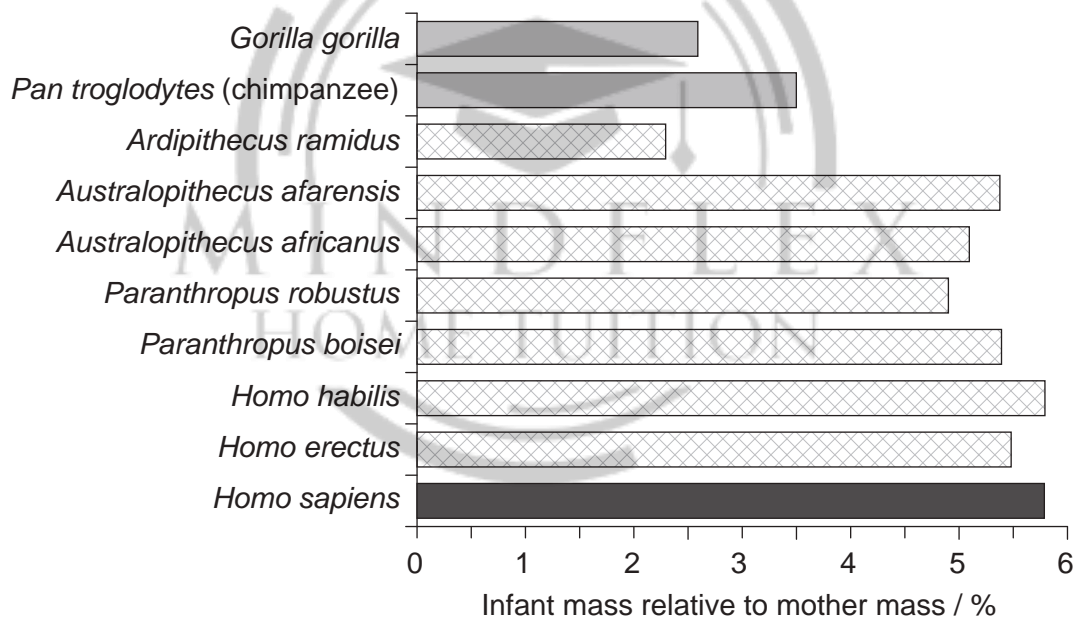 Gorilla gorilla
Pan troglodytes (chimpanzee)
Ardipithecus ramidus
Australopithecus afarensis
Australopithecus africanus
Paranthropus robustus
Paranthropus boisei
Homo habilis
Homo erectus
Homo sapiens
0 1 2 3 4 5 6
Infant mass relative to mother mass / %
MINDFLEX
HOME TUITION